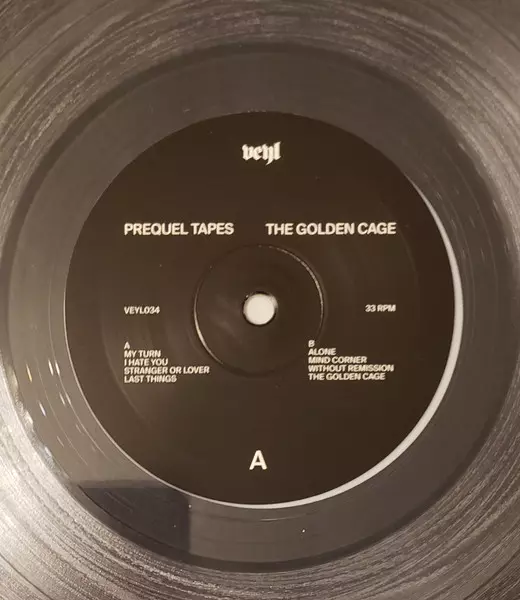 veyl
PREQUEL TAPES THE GOLDEN CAGE
VEYL034 33 RPM
A
MY TURN
I HATE YOU
STRANGER OR LOVER
LAST THINGS
B
ALONE
MIND CORNER
WITHOUT REMISSION
THE GOLDEN CAGE
A